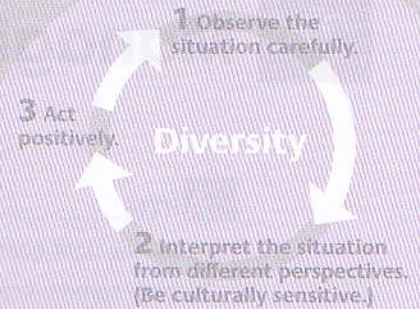 1 Observe the
situation carefully.
3 Act
positively.
Diversity
2 Interpret the situation
from different perspectives.
(Be culturally sensitive.)